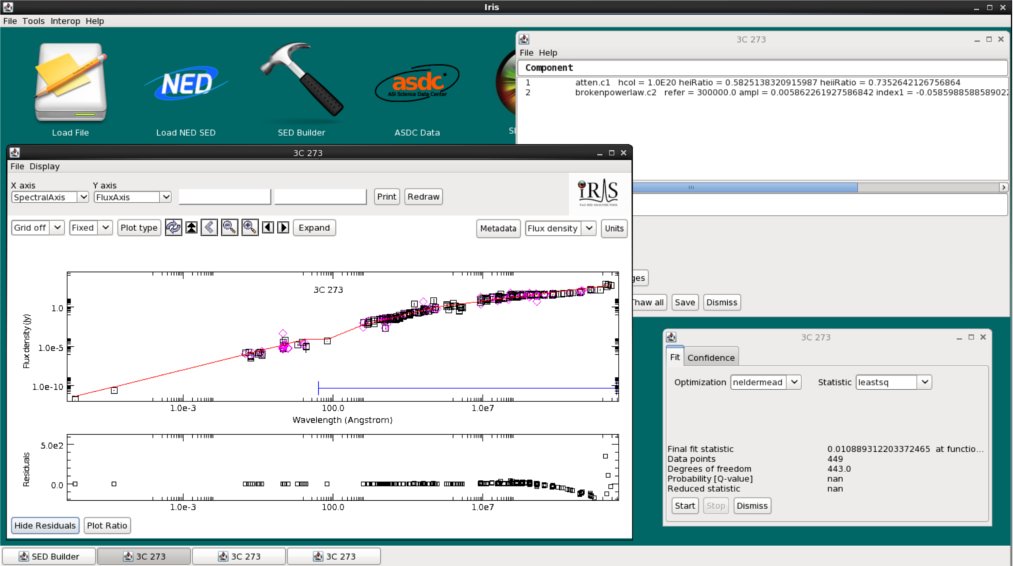 Iris
File Tools Interop Help
NED
asdc
ASI Science Data Center
Load File
Load NED SED
SED Builder
ASDC Data
3C 273
File Help
Component
1 atten.c1 hcol = 1.0E20 heiRatio = 0.5825138320915987 heiiRatio = 0.7352642126756864
2 brokenpowerlaw.c2 refer = 300000.0 ampl = 0.005862261927586842 index1 =
Save
Dismiss
3C 273
File Display
X axis
Y axis
SpectralAxis
FluxAxis
Print
Redraw
IRIS
Grid off
Fixed
Plot type
Expand
Metadata
Flux density
Units
3C 273
Flux density (Jy)
1.0
1.0e-5
1.0e-10
1.0e-3
100.0
1.0e7
Wavelength (Angstrom)
Residuals
5.0e2
0.0
1.0e-3
100.0
1.0e7
Hide Residuals
Plot Ratio
3C 273
Fit
Confidence
Optimization
neldermead
Statistic
leastsq
Final fit statistic 0.010889312203372465 at functio...
Data points 449
Degrees of freedom 443.0
Probability [Q-value] nan
Reduced statistic nan
Start
Stop
Dismiss
SED Builder
3C 273
3C 273
3C 273